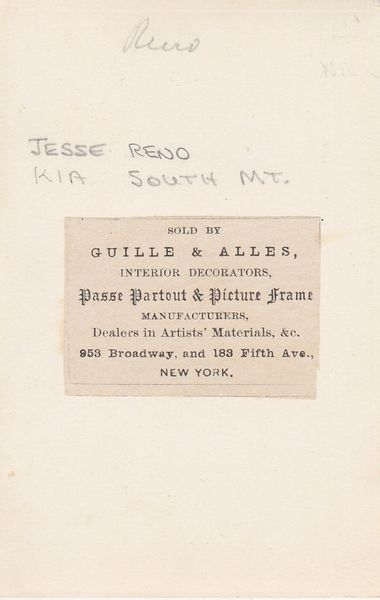 Reno
JESSE RENO
KIA SOUTH MT.
SOLD BY
GUILLE & ALLES,
INTERIOR DECORATORS,
Passe Partout & Picture Frame
MANUFACTURERS,
Dealers in Artists' Materials, &c.
953 Broadway, and 183 Fifth Ave.,
NEW YORK.